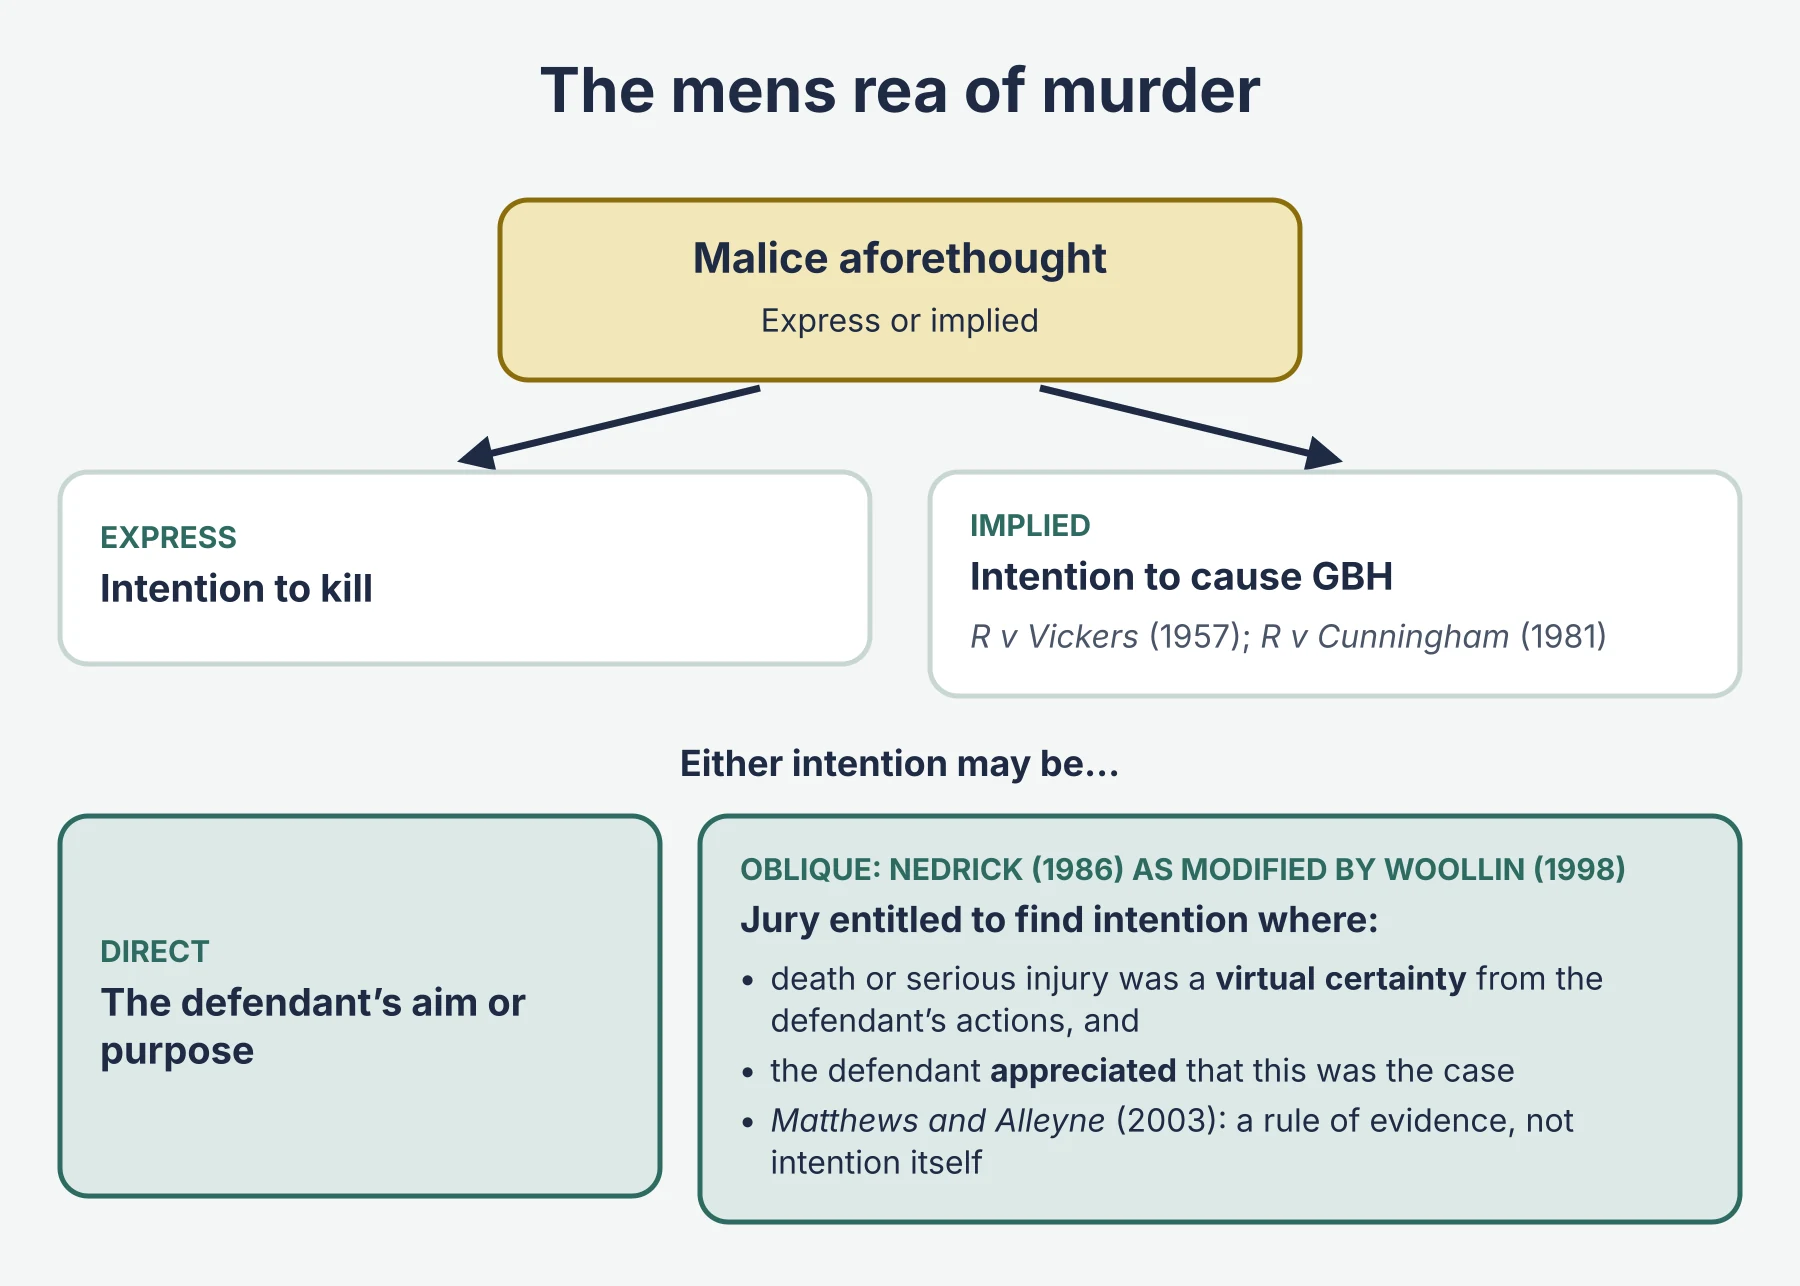 The mens rea of murder
Malice aforethought
Express or implied
EXPRESS
Intention to kill
IMPLIED
Intention to cause GBH
R v Vickers (1957); R v Cunningham (1981)
Either intention may be…
DIRECT
The defendant’s aim or
purpose
OBLIQUE: NEDRICK (1986) AS MODIFIED BY WOOLLIN (1998)
Jury entitled to find intention where:
• death or serious injury was a virtual certainty from the
defendant’s actions, and
• the defendant appreciated that this was the case
• Matthews and Alleyne (2003): a rule of evidence, not
intention itself